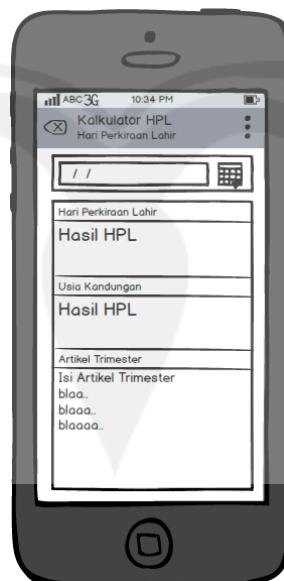 ABC 3G 10:34 PM
Kalkulator HPL
Hari Perkiraan Lahir
/ /
Hari Perkiraan Lahir
Hasil HPL
Usia Kandungan
Hasil HPL
Artikel Trimester
Isi Artikel Trimester
blaa..
blaaa..
blaaaa..